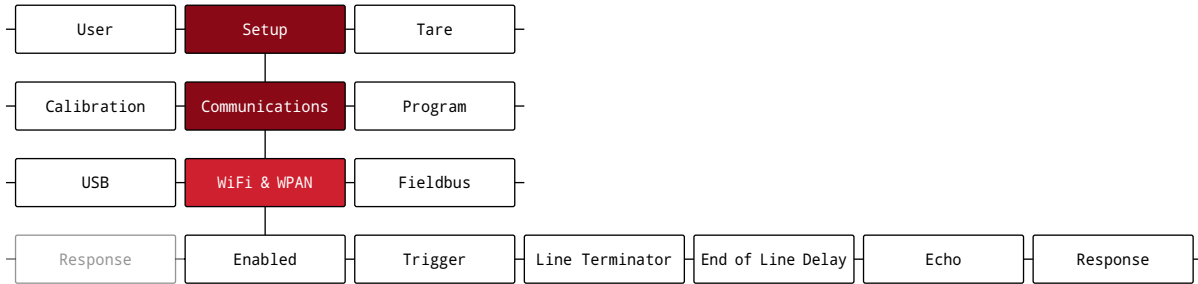 User Setup Tare
Calibration Communications Program
USB WiFi & WPAN Fieldbus
Response Enabled Trigger Line Terminator End of Line Delay Echo Response